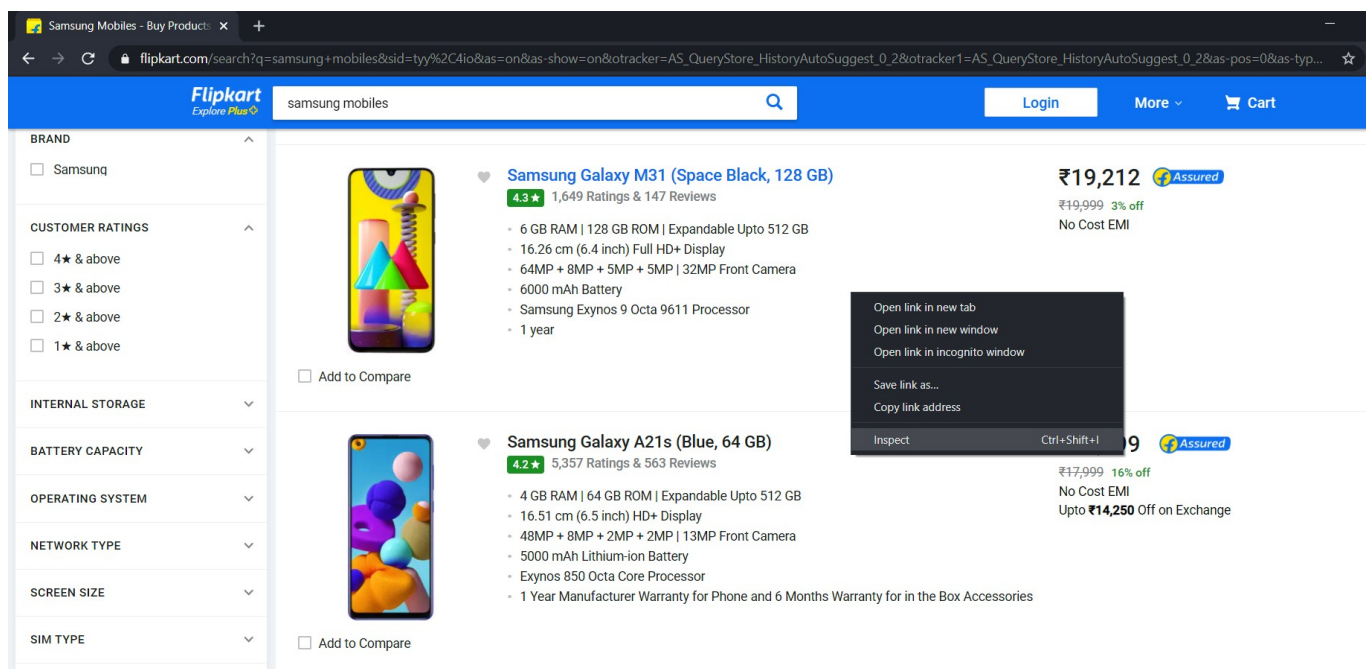 Samsung Mobiles - Buy Products
flipkart.com/search?q=samsung+mobiles&sid=tyy%2C4io&as=on&as-show=on&otracker=AS_QueryStore_HistoryAutoSuggest_0_2&otracker1=AS_QueryStore_HistoryAutoSuggest_0_2&as-pos=0&as-typ...
Flipkart
Explore Plus
samsung mobiles
Login
More
Cart
BRAND
Samsung
CUSTOMER RATINGS
4★ & above
3★ & above
2★ & above
1★ & above
INTERNAL STORAGE
BATTERY CAPACITY
OPERATING SYSTEM
NETWORK TYPE
SCREEN SIZE
SIM TYPE
Samsung Galaxy M31 (Space Black, 128 GB)
4.3★ 1,649 Ratings & 147 Reviews
6 GB RAM | 128 GB ROM | Expandable Upto 512 GB
16.26 cm (6.4 inch) Full HD+ Display
64MP + 8MP + 5MP + 5MP | 32MP Front Camera
6000 mAh Battery
Samsung Exynos 9 Octa 9611 Processor
1 year
Add to Compare
₹19,212 Assured
₹19,999 3% off
No Cost EMI
Open link in new tab
Open link in new window
Open link in incognito window
Save link as...
Copy link address
Inspect Ctrl+Shift+I
Samsung Galaxy A21s (Blue, 64 GB)
4.2★ 5,357 Ratings & 563 Reviews
4 GB RAM | 64 GB ROM | Expandable Upto 512 GB
16.51 cm (6.5 inch) HD+ Display
48MP + 8MP + 2MP + 2MP | 13MP Front Camera
5000 mAh Lithium-ion Battery
Exynos 850 Octa Core Processor
1 Year Manufacturer Warranty for Phone and 6 Months Warranty for in the Box Accessories
Add to Compare
Assured
₹17,999 16% off
No Cost EMI
Upto ₹14,250 Off on Exchange